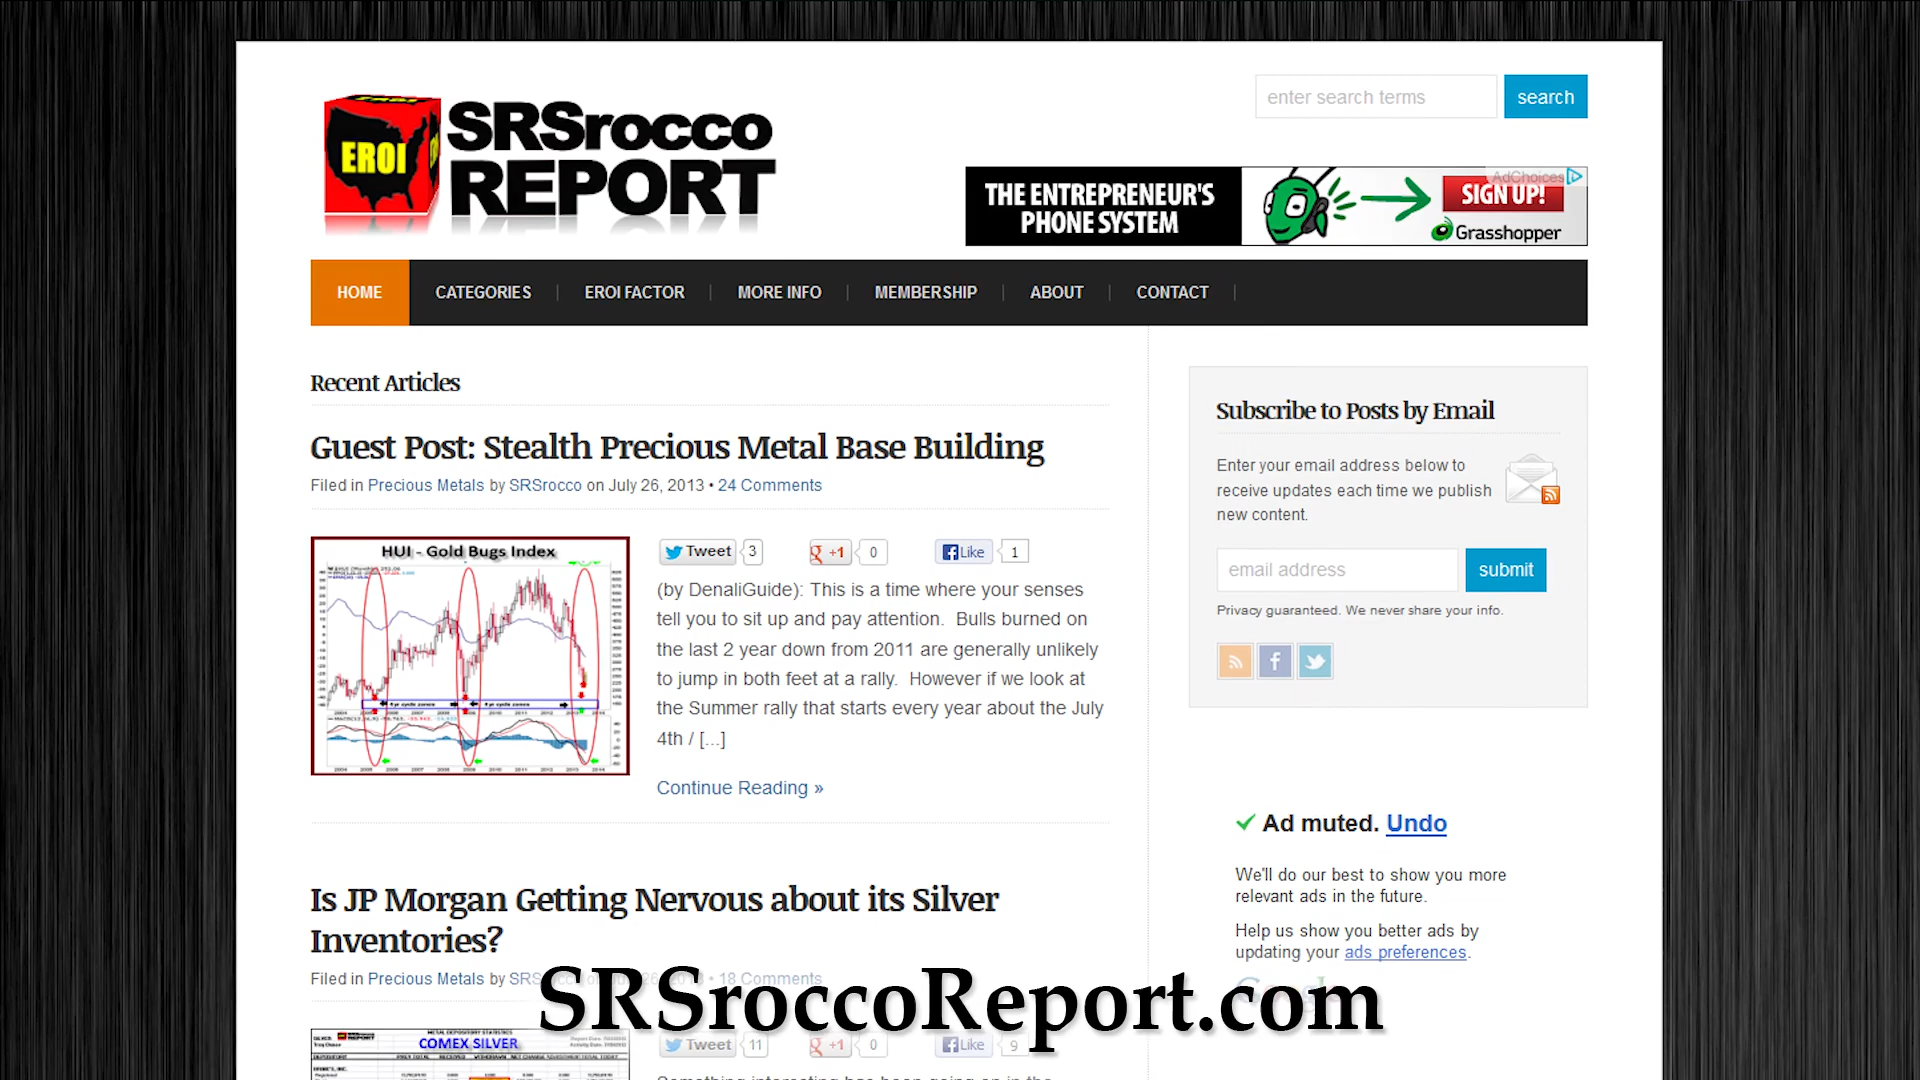 enter search terms
search
EROI
SRSrocco
REPORT
THE ENTREPRENEUR'S
PHONE SYSTEM
AdChoices
SIGN UP!
Grasshopper
HOME
CATEGORIES
EROI FACTOR
MORE INFO
MEMBERSHIP
ABOUT
CONTACT
Recent Articles
Guest Post: Stealth Precious Metal Base Building
Filed in Precious Metals by SRSrocco on July 26, 2013 • 24 Comments
HUI - Gold Bugs Index
Tweet 3
+1 0
Like 1
(by DenaliGuide): This is a time where your senses
tell you to sit up and pay attention. Bulls burned on
the last 2 year down from 2011 are generally unlikely
to jump in both feet at a rally. However if we look at
the Summer rally that starts every year about the July
4th / [...]
Continue Reading »
Is JP Morgan Getting Nervous about its Silver
Inventories?
Filed in Precious Metals by
18 Comments
COMEX SILVER
Tweet 11
+1 0
Like 9
Something interesting has been going on in the
Subscribe to Posts by Email
Enter your email address below to
receive updates each time we publish
new content.
email address
submit
Privacy guaranteed. We never share your info.
Ad muted. Undo
We'll do our best to show you more
relevant ads in the future.
Help us show you better ads by
updating your ads preferences.
SRSroccoReport.com